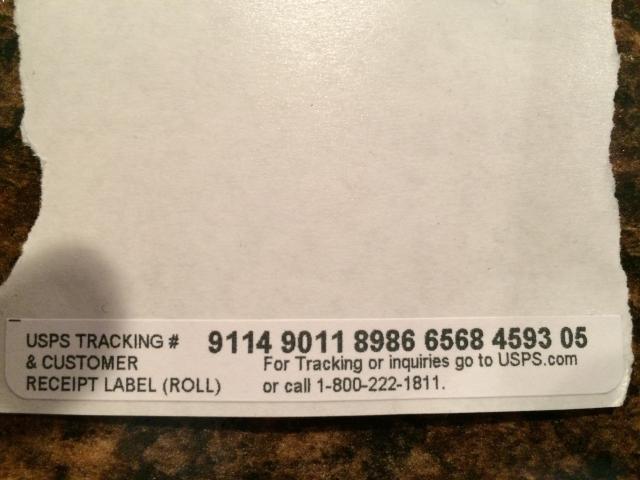 USPS TRACKING # 9114 9011 8986 6568 4593 05
& CUSTOMER For Tracking or inquiries go to USPS.com
RECEIPT LABEL (ROLL) or call 1-800-222-1811.